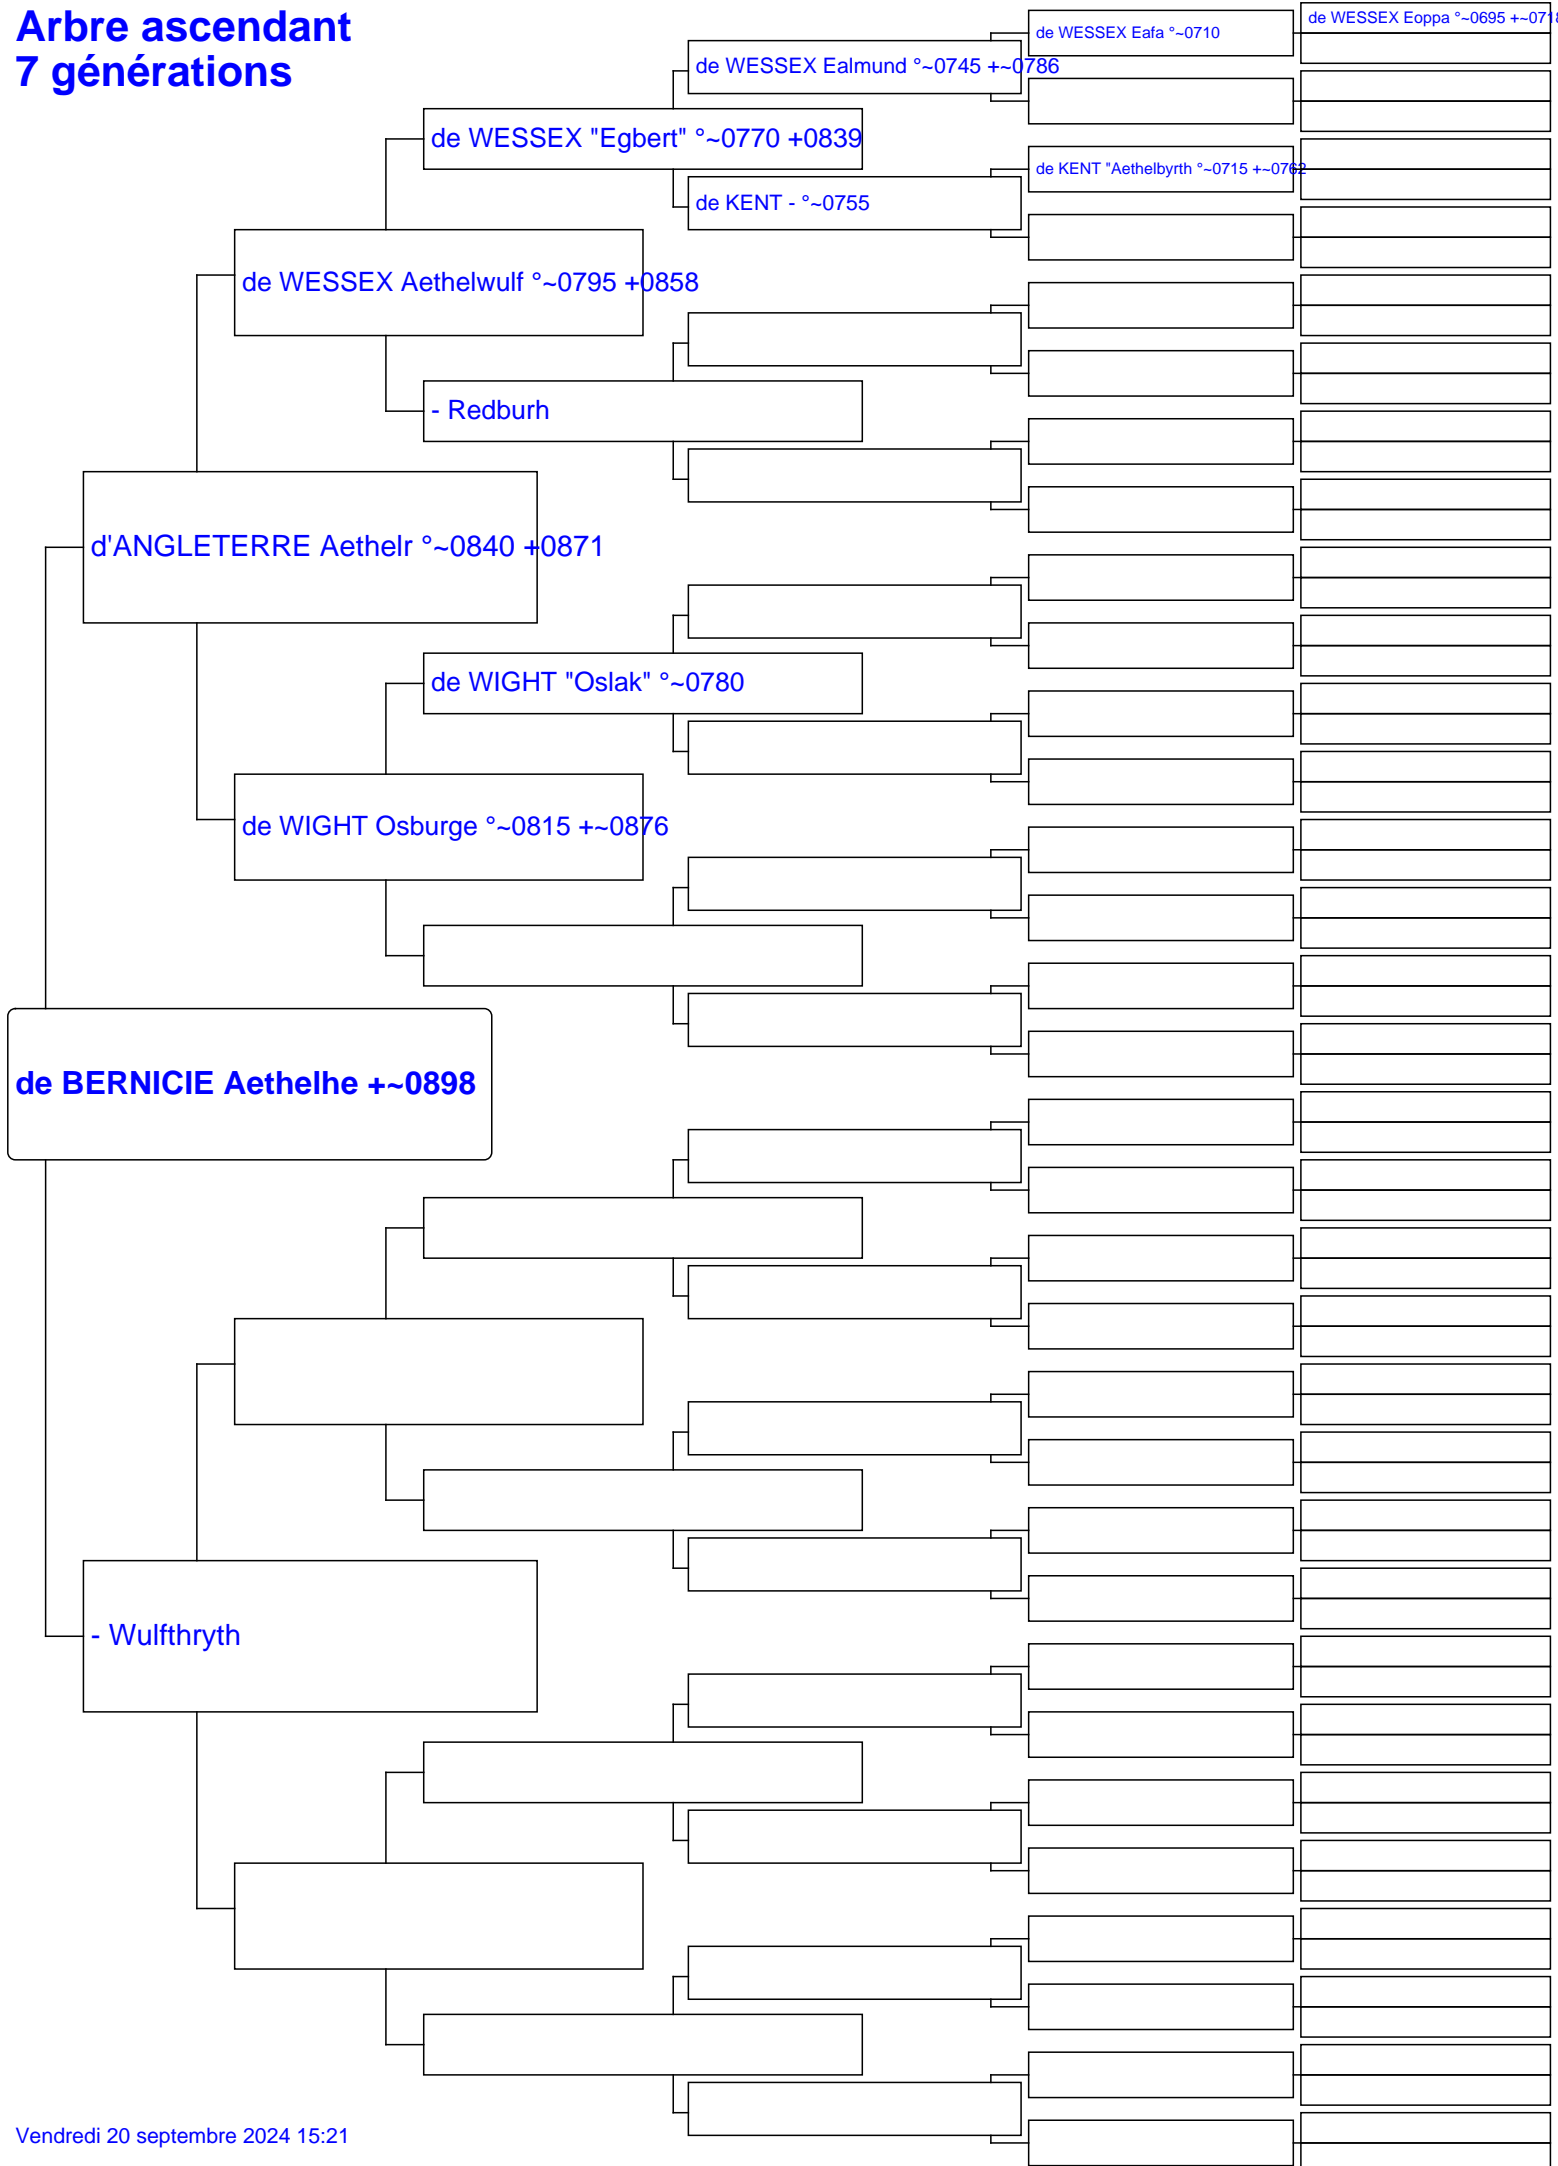 Arbre ascendant
7 générations
de WESSEX Eoppa °~0695 +~0718
de WESSEX Eafa °~0710
de WESSEX Ealmund °~0745 +~0786
de WESSEX "Egbert" °~0770 +0839
de KENT "Aethelbyrth °~0715 +~0762
de KENT - °~0755
de WESSEX Aethelwulf °~0795 +0858
- Redburh
d'ANGLETERRE Aethelr °~0840 +0871
de WIGHT "Oslak" °~0780
de WIGHT Osburge °~0815 +~0876
de BERNICIE Aethelhe +~0898
- Wulfthryth
Vendredi 20 septembre 2024 15:21